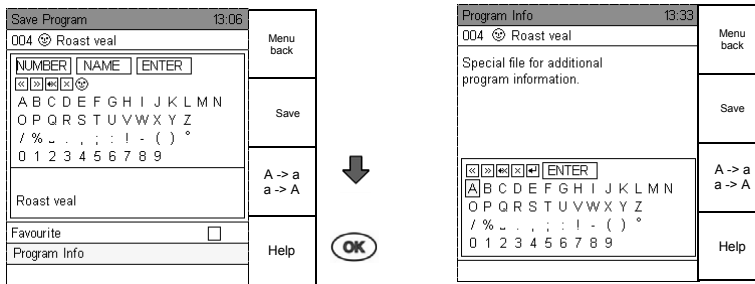 Save Program 13:06
004 Roast veal
NUMBER NAME ENTER
« » × 
A B C D E F G H I J K L M N
O P Q R S T U V W X Y Z
/ % ␣ . , ; : ! - ( ) °
0 1 2 3 4 5 6 7 8 9
Roast veal
Favourite
Program Info
Menu
back
Save
A -> a
a -> A
Help
OK
Program Info 13:33
004 Roast veal
Special file for additional
program information.
« » × ↵ ENTER
A B C D E F G H I J K L M N
O P Q R S T U V W X Y Z
/ % ␣ . , ; : ! - ( ) °
0 1 2 3 4 5 6 7 8 9
Menu
back
Save
A -> a
a -> A
Help